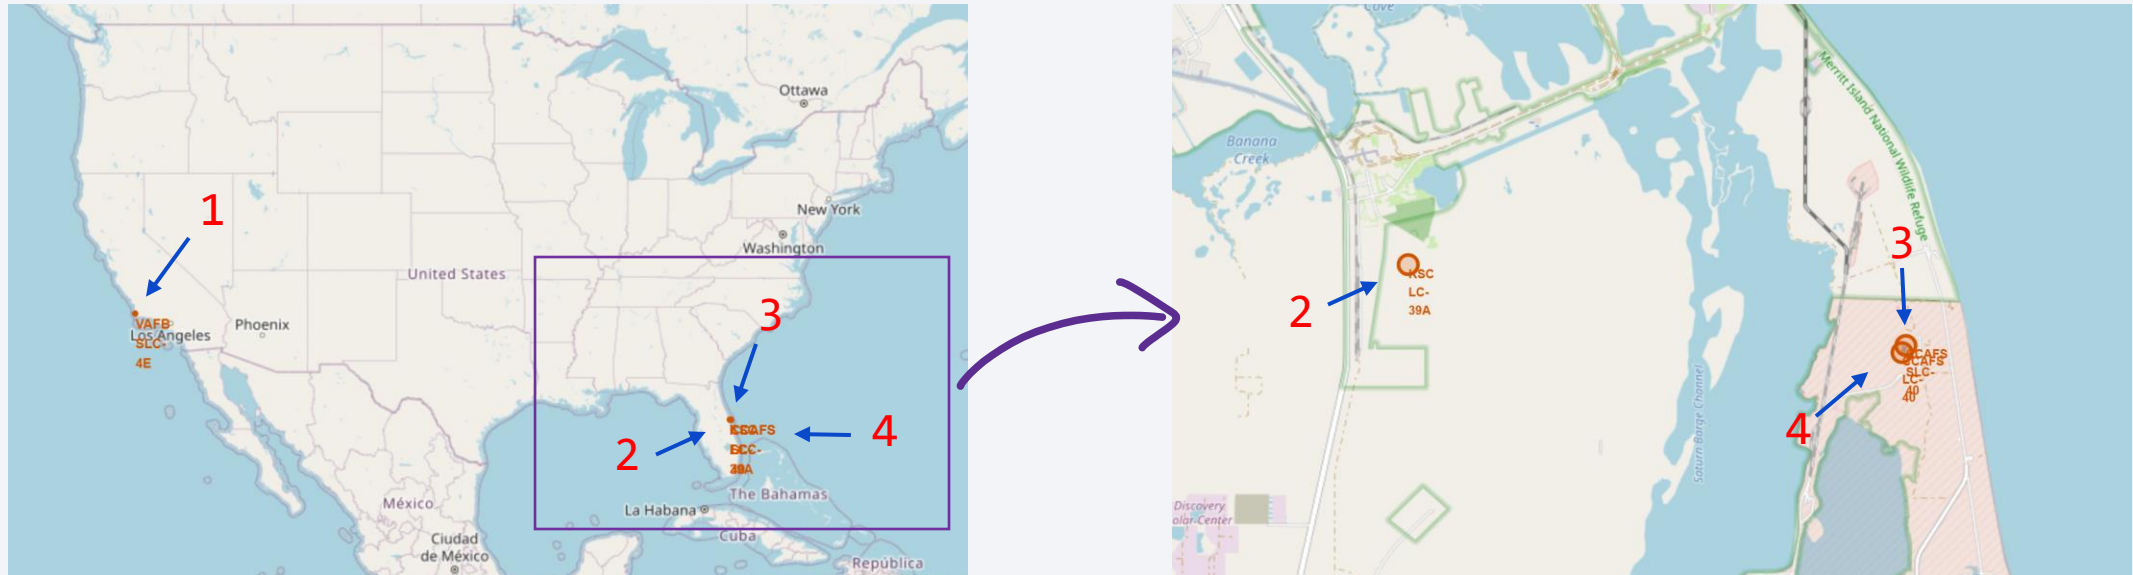 Ottawa
1
New York
Washington
United States
3
VAFB
Los Angeles
SLC-
4E
Phoenix
2
4
The Bahamas
México
La Habana
Cuba
Ciudad
de México
República
Cove
Merritt Island National Wildlife Refuge
Banana
Creek
3
KSC
LC-
39A
2
CCAFS
SLC-
LC-
40
40
4
Saturn Barge Channel
Discovery
olar Center